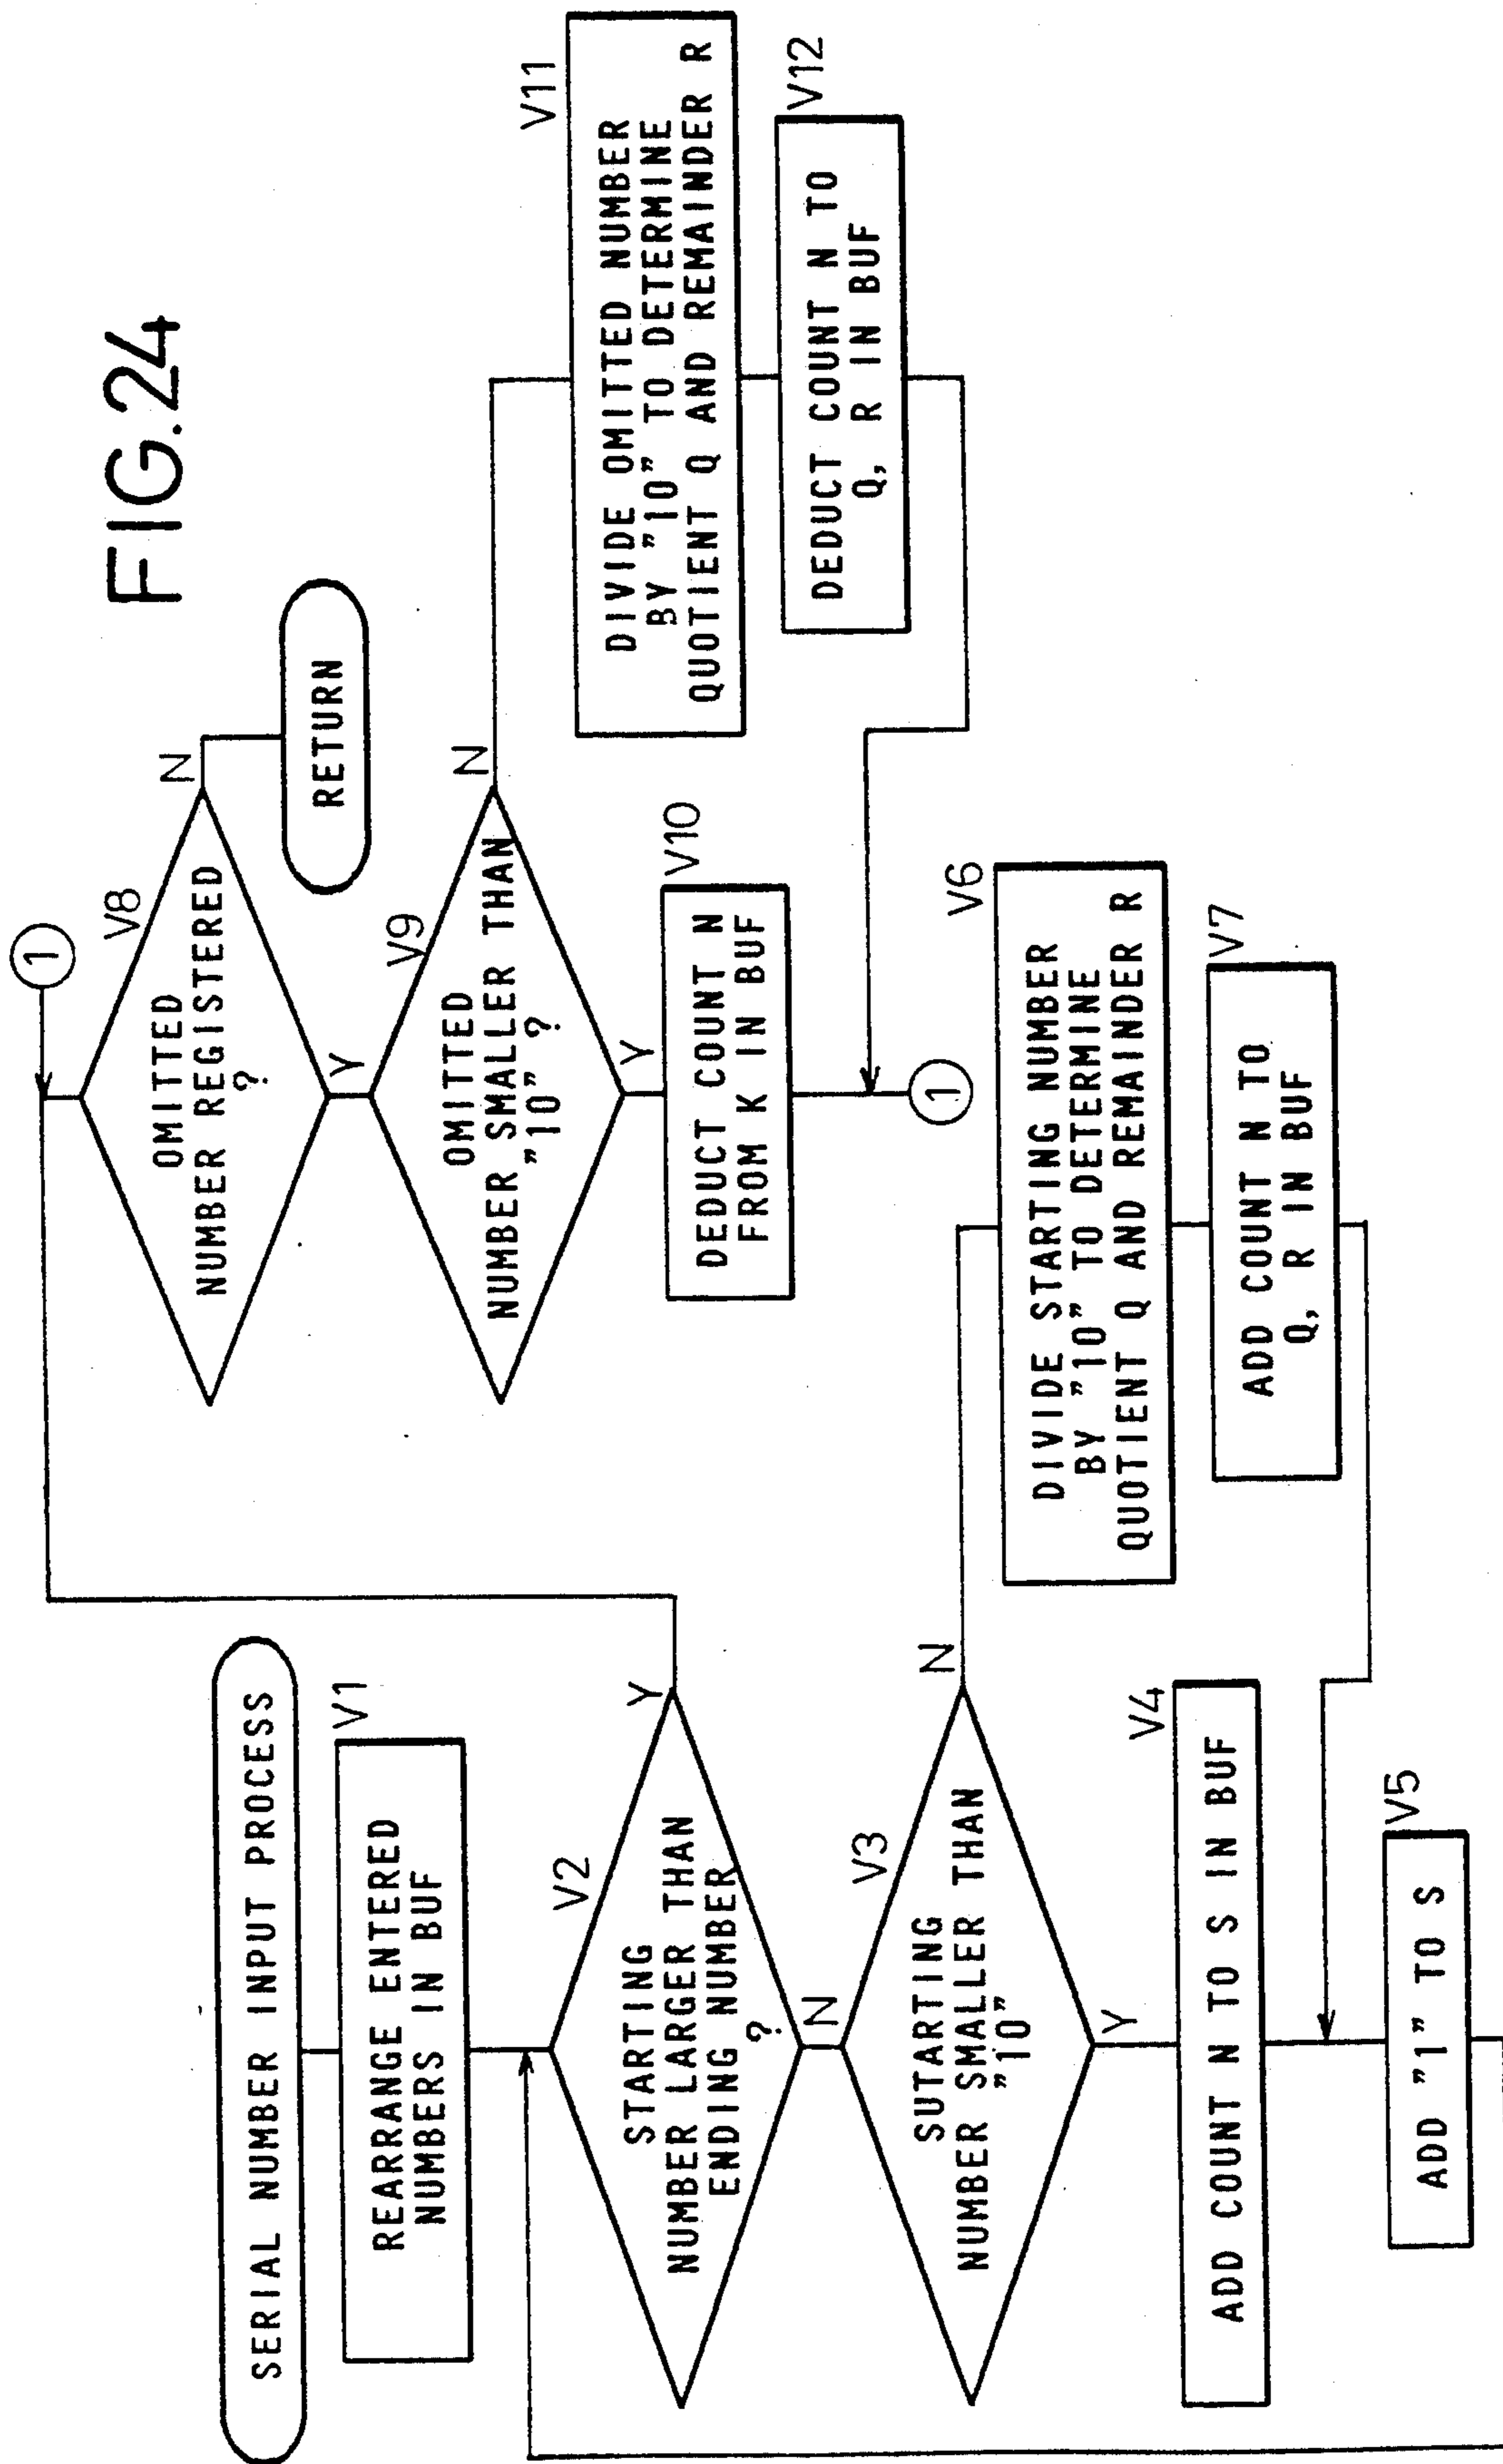 FIG.24
SERIAL NUMBER INPUT PROCESS
V1
REARRANGE ENTERED
NUMBERS IN BUF
V2
STARTING
NUMBER LARGER THAN
ENDING NUMBER
?
Y
N
V3
SUTARTING
NUMBER SMALLER THAN
"10"
N
Y
V4
ADD COUNT N TO S IN BUF
V5
ADD "1" TO S
V6
DIVIDE STARTING NUMBER
BY "10" TO DETERMINE
QUOTIENT Q AND REMAINDER R
V7
ADD COUNT N TO
Q, R IN BUF
1
V8
OMITTED
NUMBER REGISTERED
?
N
RETURN
Y
V9
OMITTED
NUMBER SMALLER THAN
"10" ?
N
Y
V10
DEDUCT COUNT N
FROM K IN BUF
1
V11
DIVIDE OMITTED NUMBER
BY "10" TO DETERMINE
QUOTIENT Q AND REMAINDER R
V12
DEDUCT COUNT N TO
Q, R IN BUF